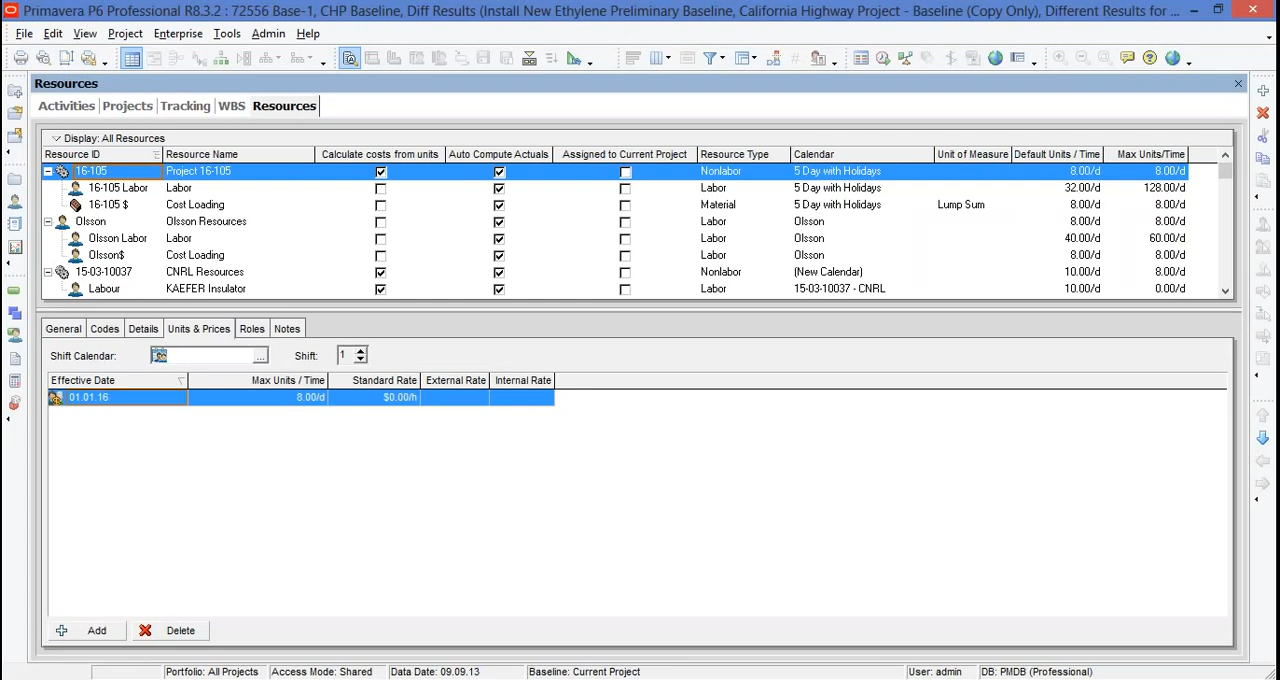 Primavera P6 Professional R8.3.2 : 72556 Base-1, CHP Baseline, Diff Results (Install New Ethylene Preliminary Baseline, California Highway Project - Baseline (Copy Only), Different Results for ...
File Edit View Project Enterprise Tools Admin Help
Resources
Activities Projects Tracking WBS Resources
Display: All Resources
Resource ID Resource Name Calculate costs from units Auto Compute Actuals Assigned to Current Project Resource Type Calendar Unit of Measure Default Units / Time Max Units/Time
16-105 Project 16-105 Nonlabor 5 Day with Holidays 8.00/d 8.00/d
16-105 Labor Labor Labor 5 Day with Holidays 32.00/d 128.00/d
16-105 $ Cost Loading Material 5 Day with Holidays Lump Sum 8.00/d 8.00/d
Olsson Olsson Resources Labor Olsson 8.00/d 8.00/d
Olsson Labor Labor Labor Olsson 40.00/d 60.00/d
Olsson$ Cost Loading Labor Olsson 8.00/d 8.00/d
15-03-10037 CNRL Resources Nonlabor (New Calendar) 10.00/d 8.00/d
Labour KAEFER Insulator Labor 15-03-10037 - CNRL 10.00/d 0.00/d
General Codes Details Units & Prices Roles Notes
Shift Calendar: ... Shift: 1
Effective Date Max Units / Time Standard Rate External Rate Internal Rate
01.01.16 8.00/d $0.00/h
Add Delete
Portfolio: All Projects Access Mode: Shared Data Date: 09.09.13 Baseline: Current Project User: admin DB: PMDB (Professional)